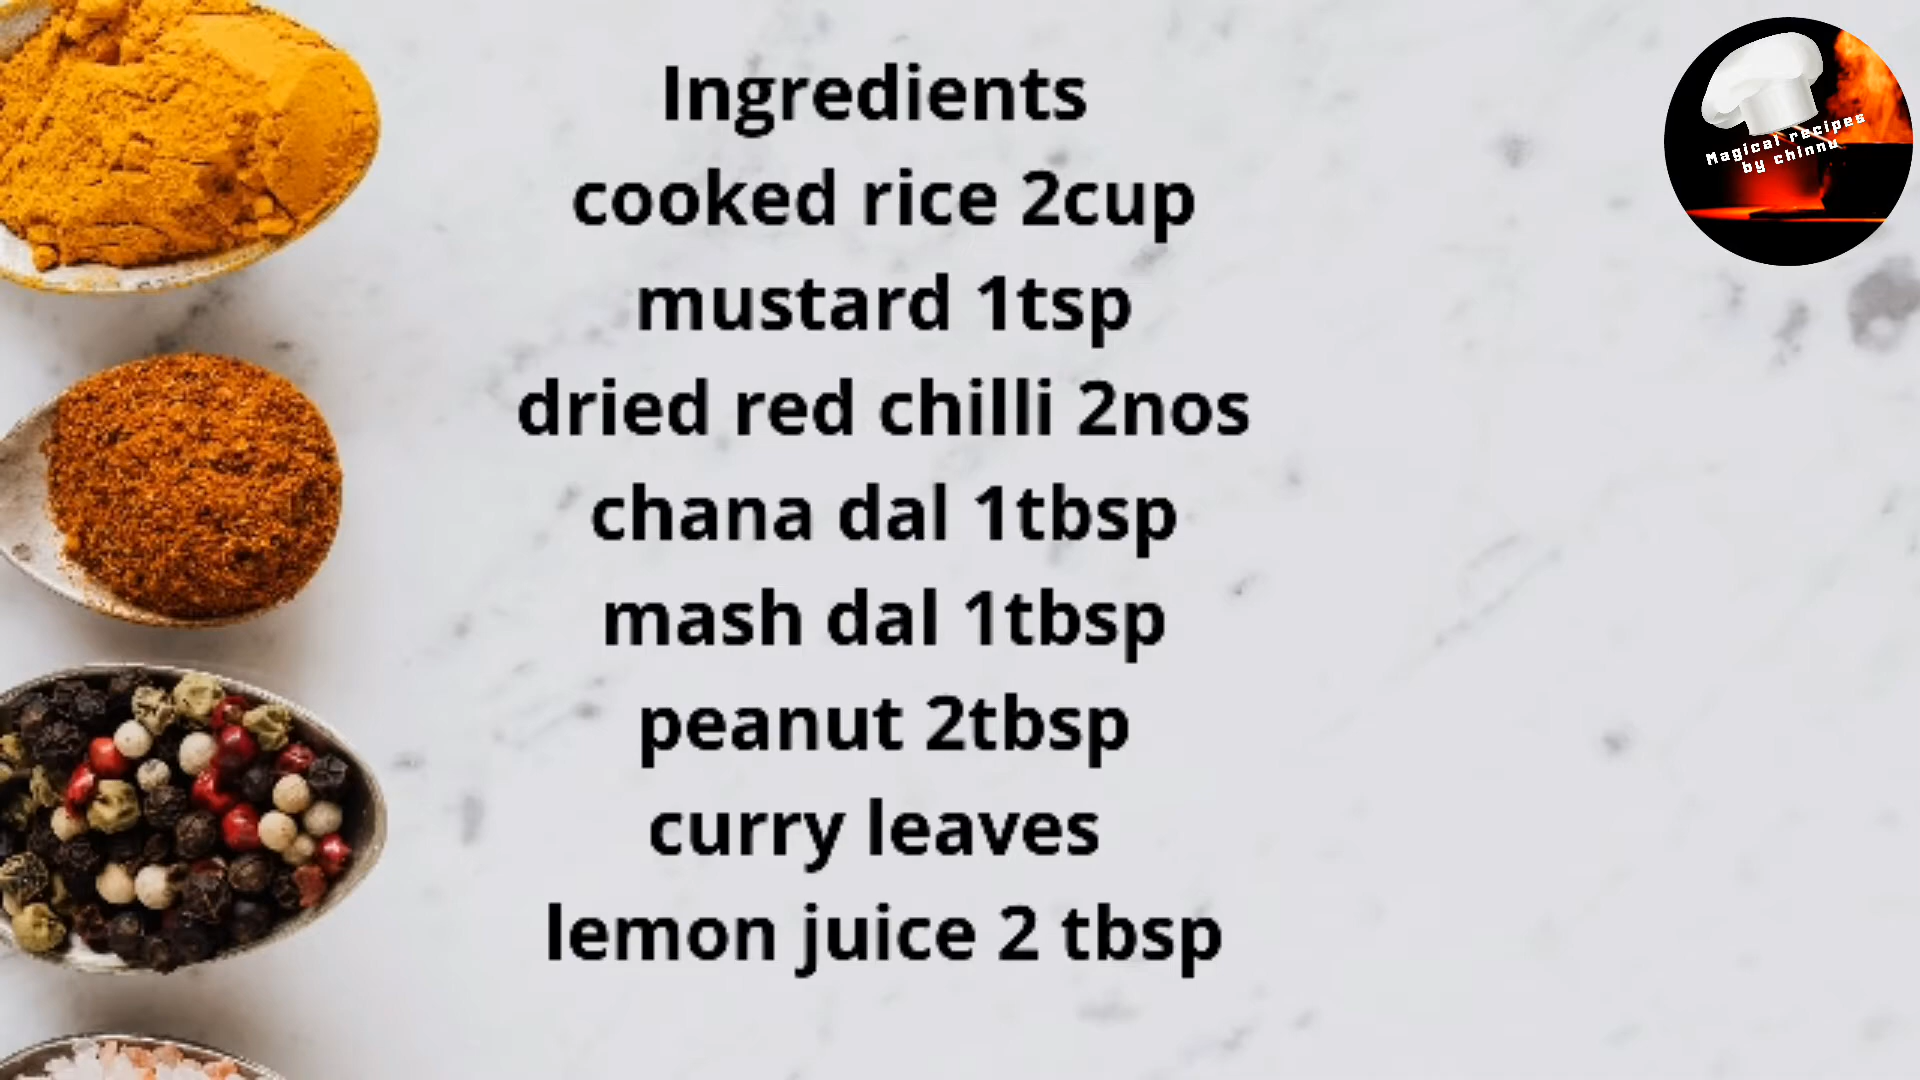 Ingredients
cooked rice 2cup
mustard 1tsp
dried red chilli 2nos
chana dal 1tbsp
mash dal 1tbsp
peanut 2tbsp
curry leaves
lemon juice 2 tbsp
Magical recipes
by chinnu